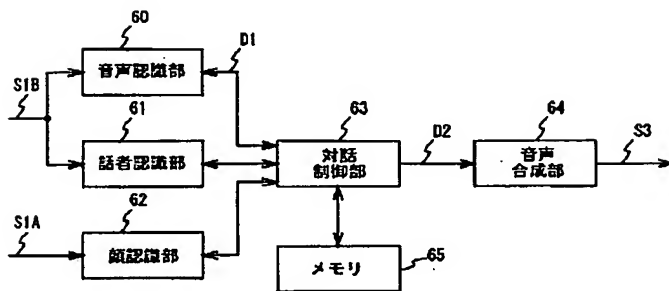 60
D1
音声認識部
S1B
61
63
64
話者認識部
対話
制御部
D2
音声
合成部
S3
62
S1A
顔認識部
メモリ
65